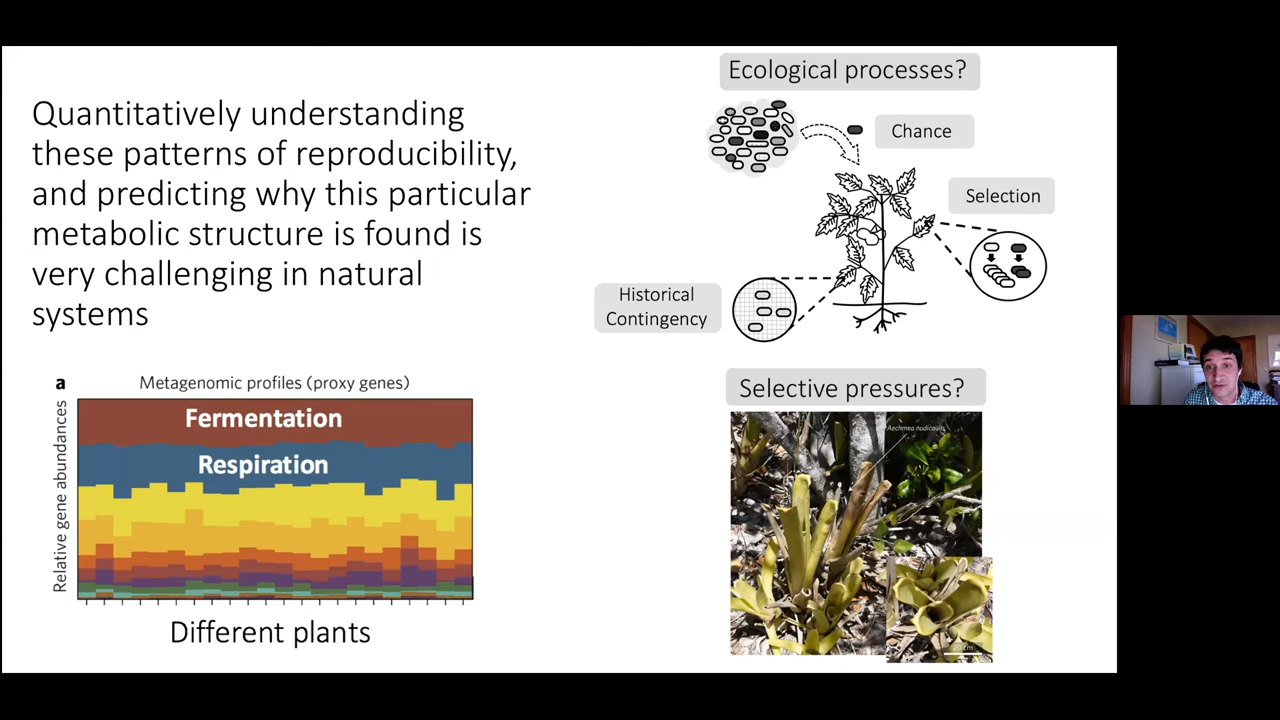 Quantitatively understanding
these patterns of reproducibility,
and predicting why this particular
metabolic structure is found is
very challenging in natural
systems
a
Metagenomic profiles (proxy genes)
Relative gene abundances
Fermentation
Respiration
Different plants
Ecological processes?
Chance
Selection
Historical
Contingency
Selective pressures?
Aechmea nudicaulis
20 cm